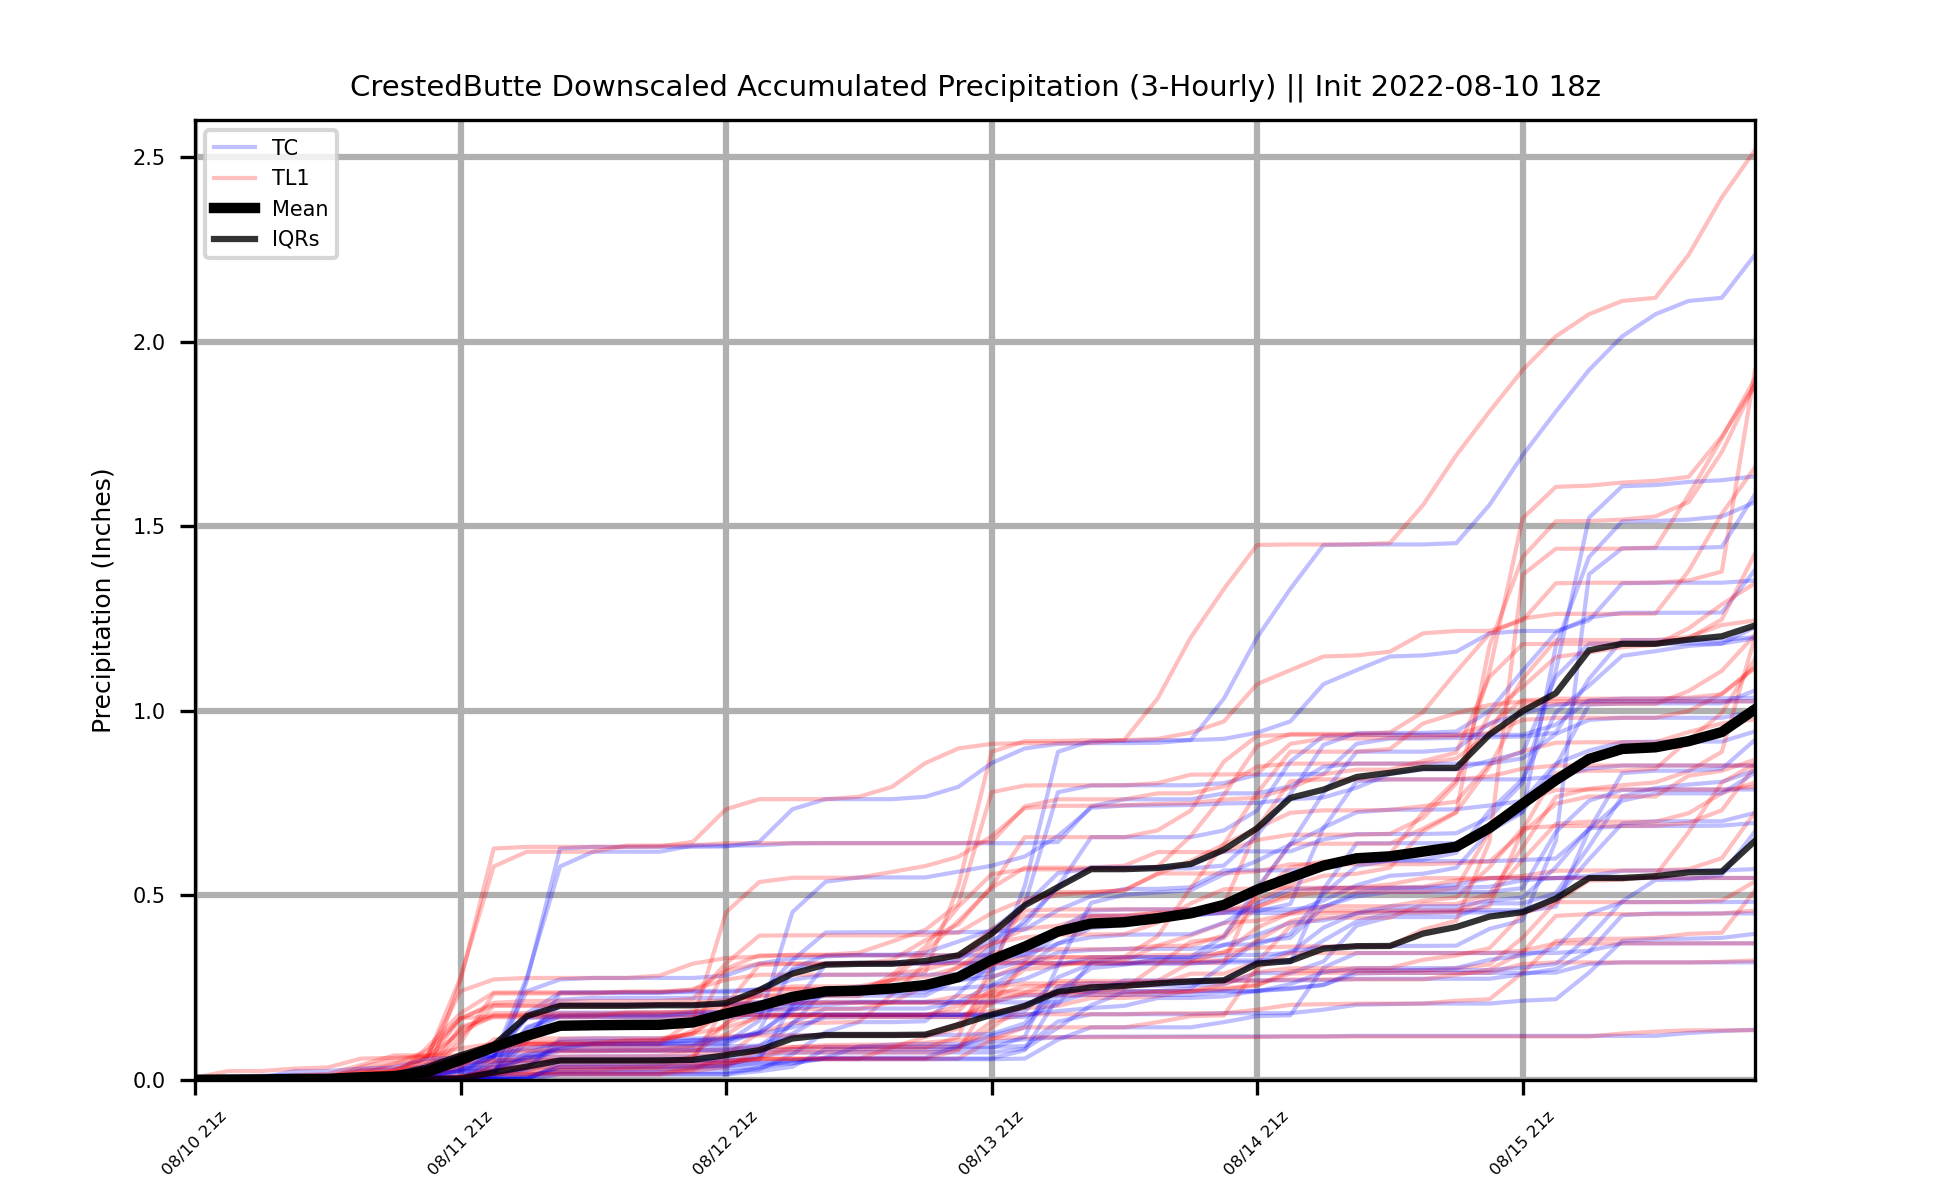 CrestedButte Downscaled Accumulated Precipitation (3-Hourly) || Init 2022-08-10 18z
TC
TL1
Mean
IQRs
Precipitation (Inches)
2.5
2.0
1.5
1.0
0.5
0.0
08/10 21z
08/11 21z
08/12 21z
08/13 21z
08/14 21z
08/15 21z